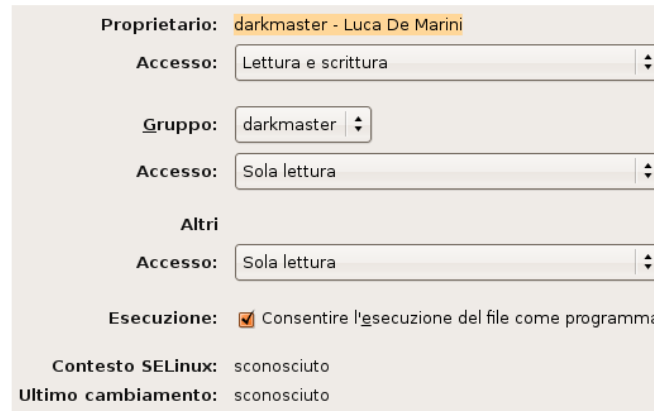 Proprietario: darkmaster - Luca De Marini
Accesso: Lettura e scrittura
Gruppo: darkmaster
Accesso: Sola lettura
Altri
Accesso: Sola lettura
Esecuzione: Consentire l'esecuzione del file come programma
Contesto SELinux: sconosciuto
Ultimo cambiamento: sconosciuto